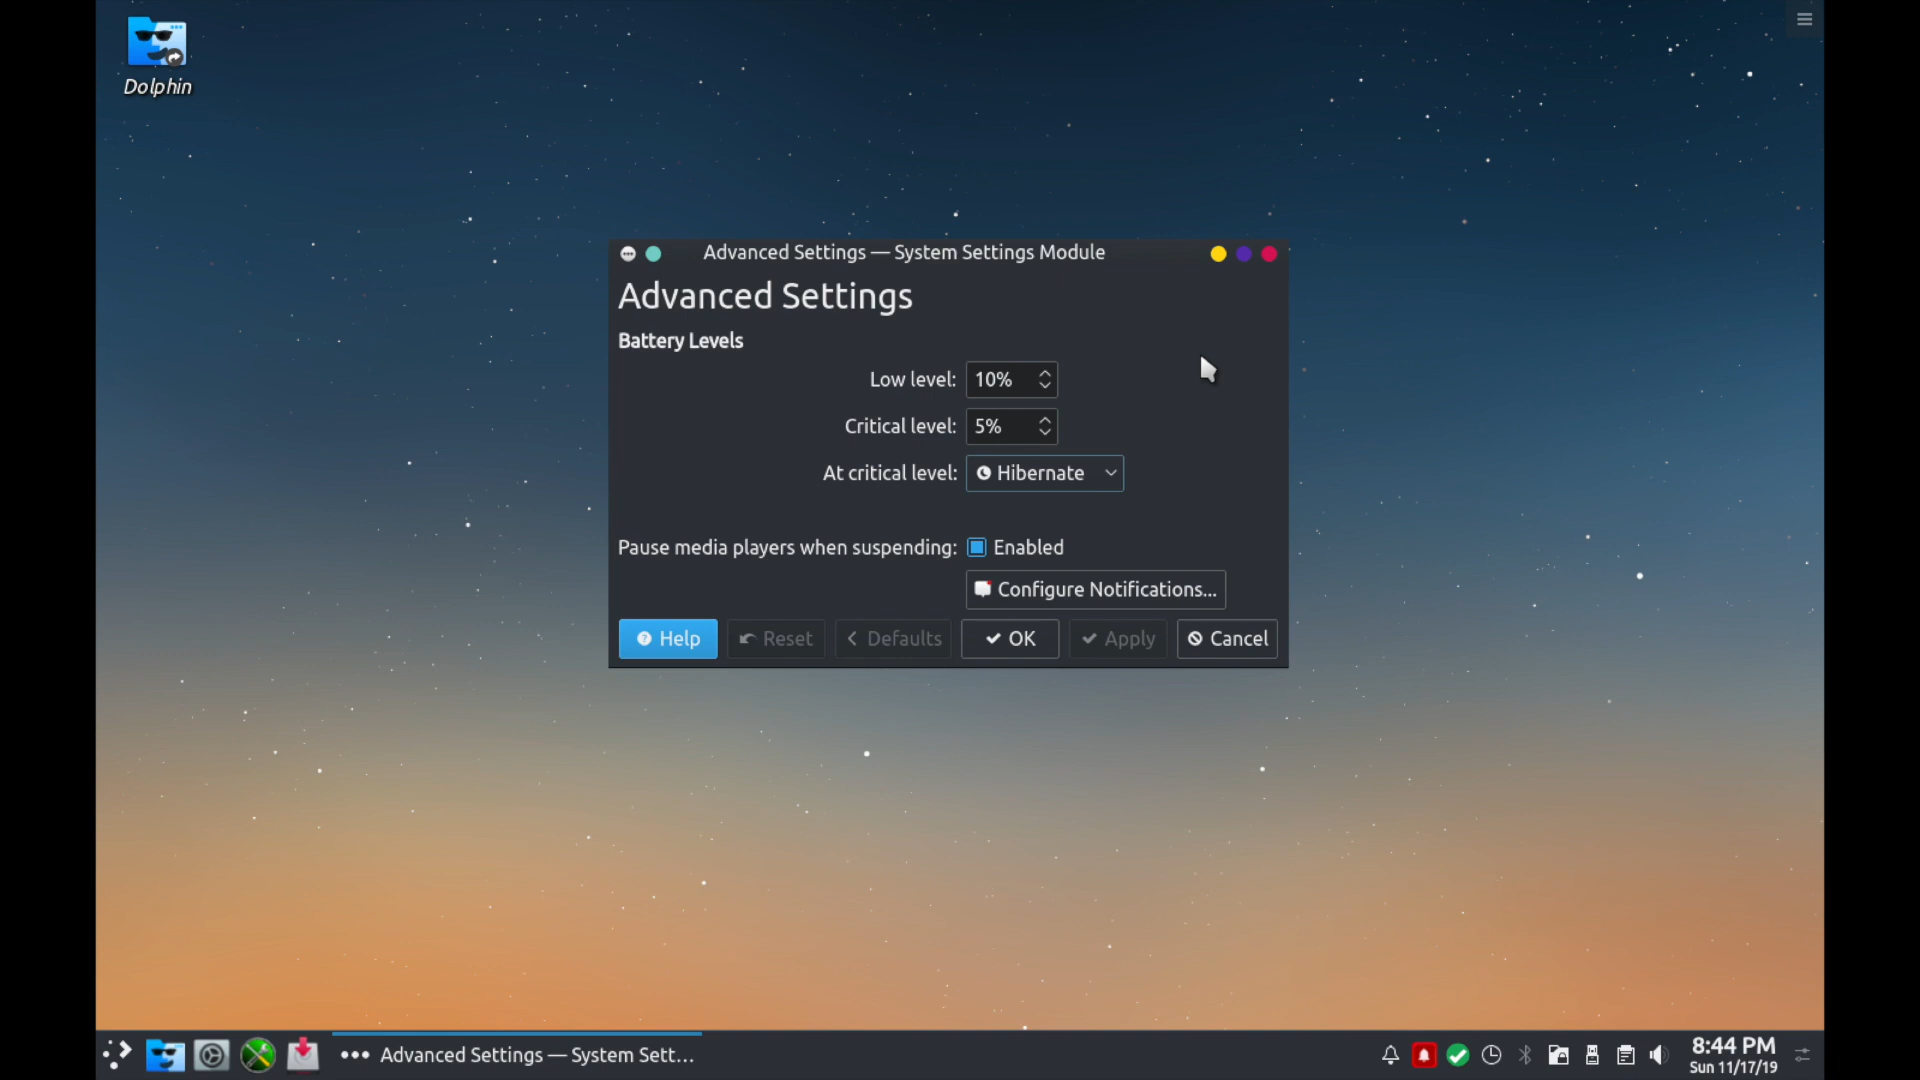 Dolphin
Advanced Settings — System Settings Module
Advanced Settings
Battery Levels
Low level: 10%
Critical level: 5%
At critical level: Hibernate
Pause media players when suspending: Enabled
Configure Notifications...
Help Reset Defaults OK Apply Cancel
Advanced Settings — System Sett...
8:44 PM
Sun 11/17/19